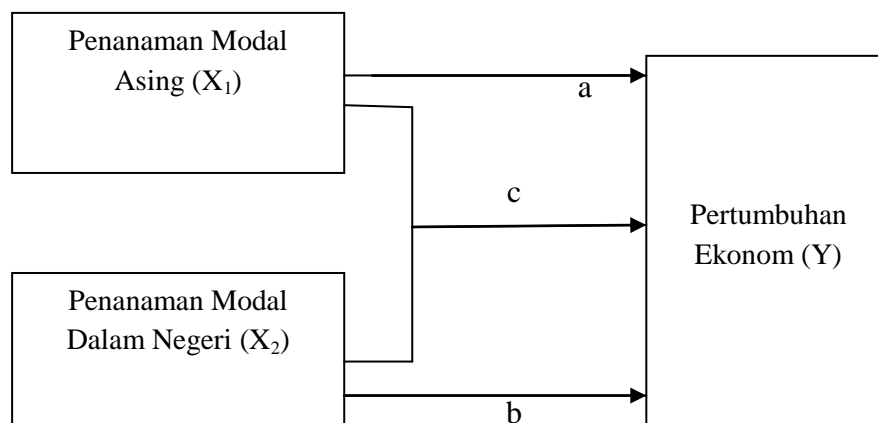 Penanaman Modal
Asing (X₁)
a
c
Pertumbuhan
Ekonom (Y)
Penanaman Modal
Dalam Negeri (X₂)
b